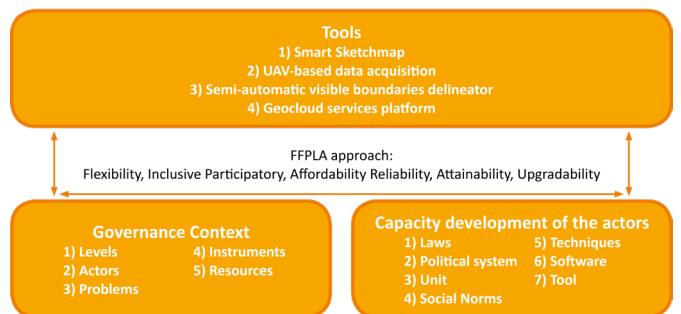 Tools
1) Smart Sketchmap
2) UAV-based data acquisition
3) Semi-automatic visible boundaries delineator
4) Geocloud services platform
FFPLA approach:
Flexibility, Inclusive Participatory, Affordability Reliability, Attainability, Upgradability
Governance Context
1) Levels
2) Actors
3) Problems
4) Instruments
5) Resources
Capacity development of the actors
1) Laws
2) Political system
3) Unit
4) Social Norms
5) Techniques
6) Software
7) Tool